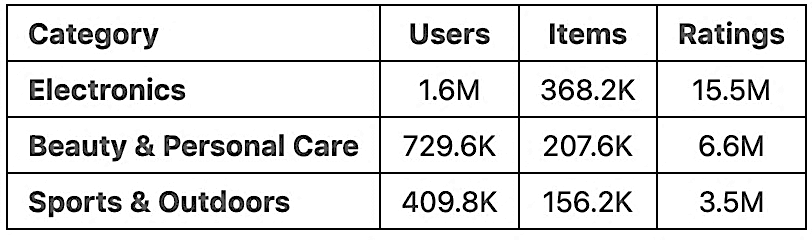 Category Users Items Ratings
Electronics 1.6M 368.2K 15.5M
Beauty & Personal Care 729.6K 207.6K 6.6M
Sports & Outdoors 409.8K 156.2K 3.5M